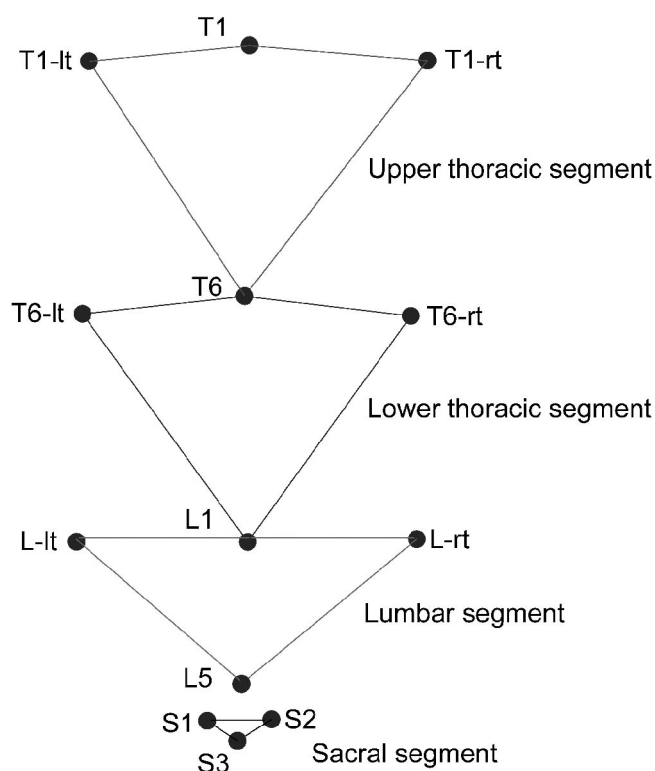 T1
T1-lt
T1-rt
Upper thoracic segment
T6
T6-lt
T6-rt
Lower thoracic segment
L1
L-lt
L-rt
Lumbar segment
L5
S1
S2
S3
Sacral segment